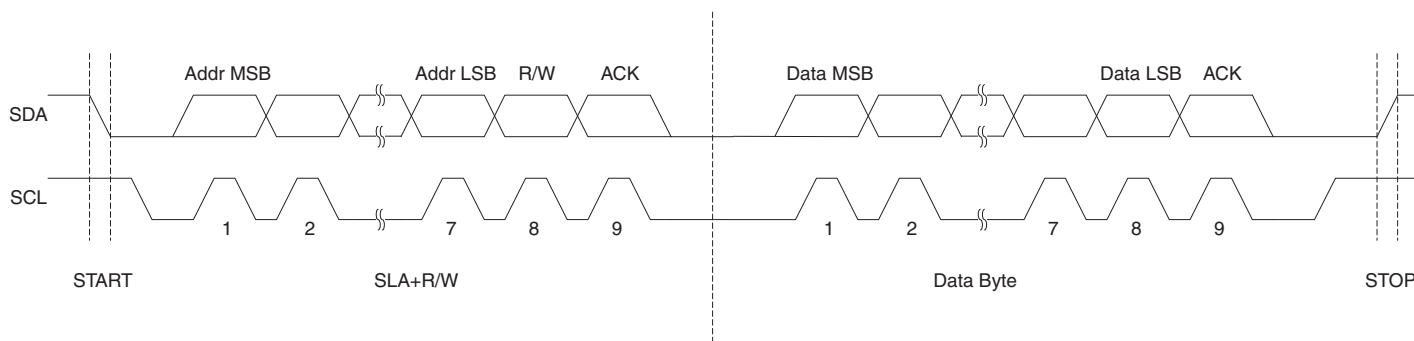 Addr MSB Addr LSB R/W ACK Data MSB Data LSB ACK
SDA
SCL
1 2 7 8 9 1 2 7 8 9
START SLA+R/W Data Byte STOP